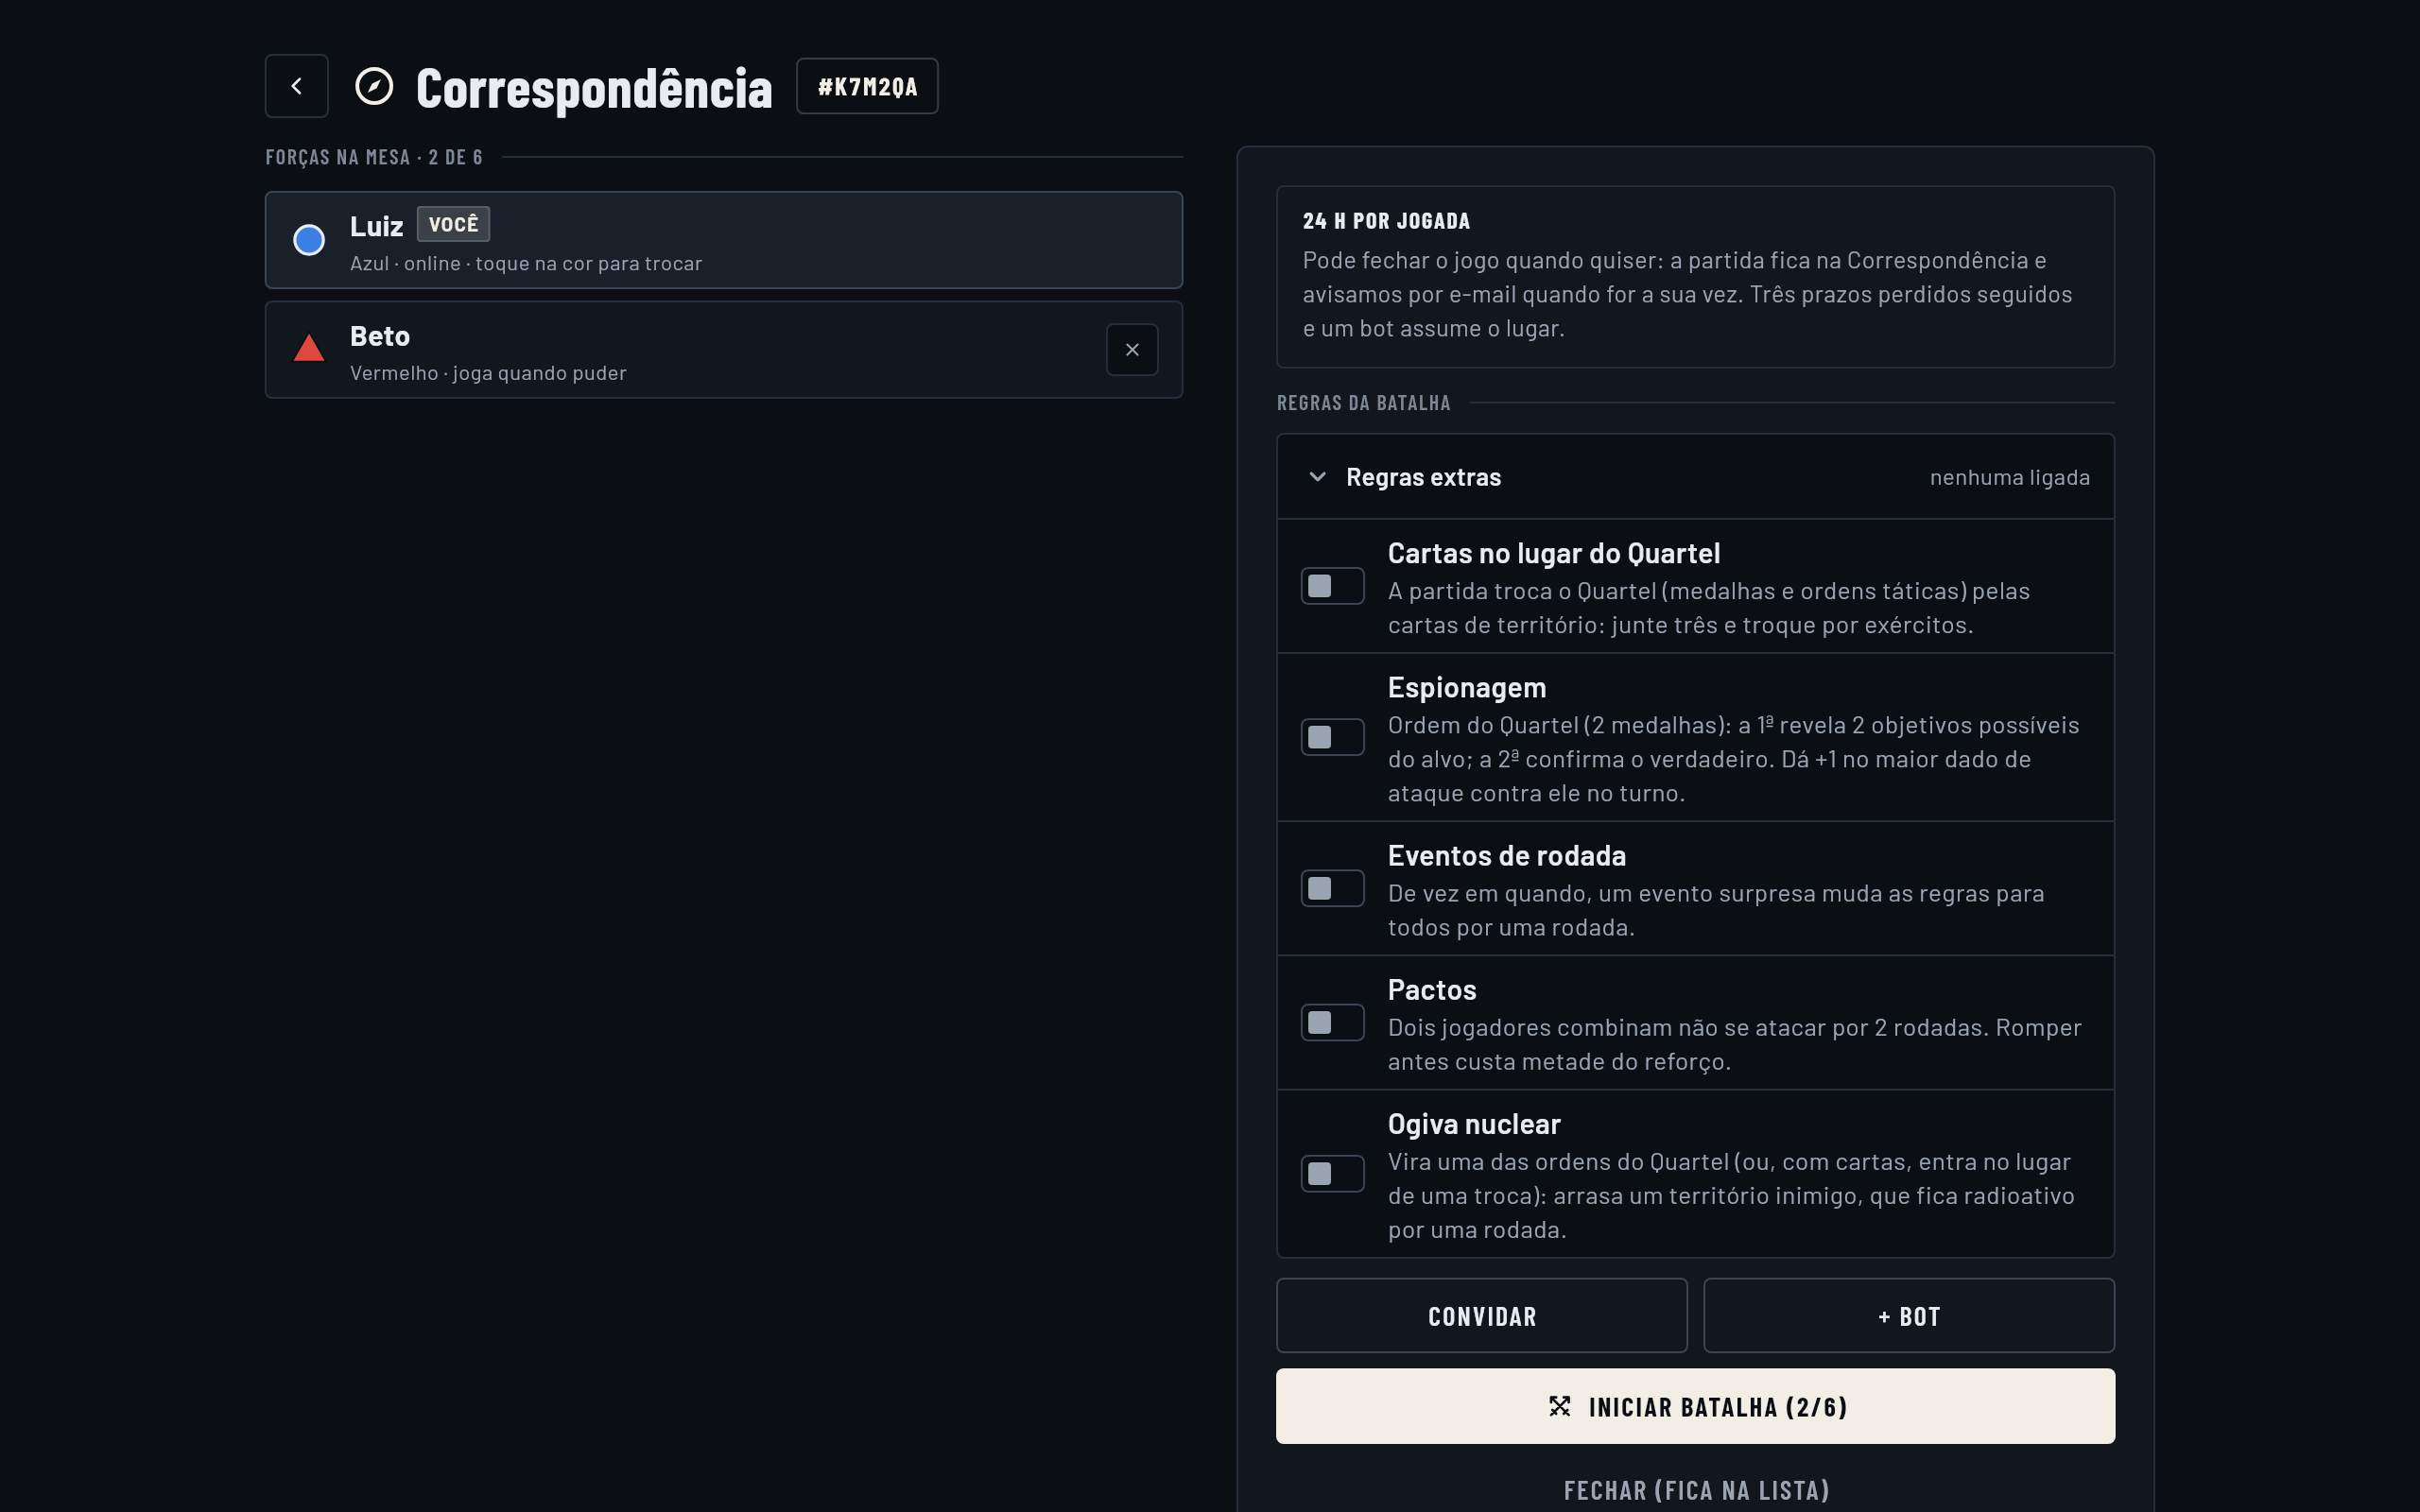 Correspondência
#K7M2QA
FORÇAS NA MESA · 2 DE 6
Luiz
VOCÊ
Azul · online · toque na cor para trocar
Beto
Vermelho · joga quando puder
24 H POR JOGADA
Pode fechar o jogo quando quiser: a partida fica na Correspondência e
avisamos por e-mail quando for a sua vez. Três prazos perdidos seguidos
e um bot assume o lugar.
REGRAS DA BATALHA
Regras extras
nenhuma ligada
Cartas no lugar do Quartel
A partida troca o Quartel (medalhas e ordens táticas) pelas
cartas de território: junte três e troque por exércitos.
Espionagem
Ordem do Quartel (2 medalhas): a 1ª revela 2 objetivos possíveis
do alvo; a 2ª confirma o verdadeiro. Dá +1 no maior dado de
ataque contra ele no turno.
Eventos de rodada
De vez em quando, um evento surpresa muda as regras para
todos por uma rodada.
Pactos
Dois jogadores combinam não se atacar por 2 rodadas. Romper
antes custa metade do reforço.
Ogiva nuclear
Vira uma das ordens do Quartel (ou, com cartas, entra no lugar
de uma troca): arrasa um território inimigo, que fica radioativo
por uma rodada.
CONVIDAR
+ BOT
INICIAR BATALHA (2/6)
FECHAR (FICA NA LISTA)